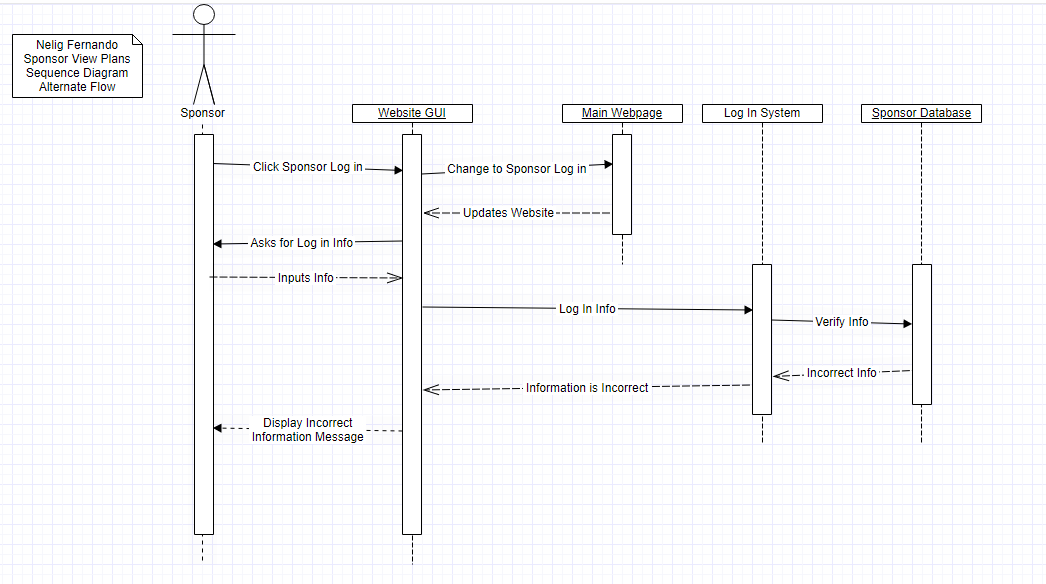 Nelig Fernando
Sponsor View Plans
Sequence Diagram
Alternate Flow
Sponsor
Website GUI
Main Webpage
Log In System
Sponsor Database
Click Sponsor Log in
Change to Sponsor Log in
Updates Website
Asks for Log in Info
Inputs Info
Log In Info
Verify Info
Incorrect Info
Information is Incorrect
Display Incorrect
Information Message